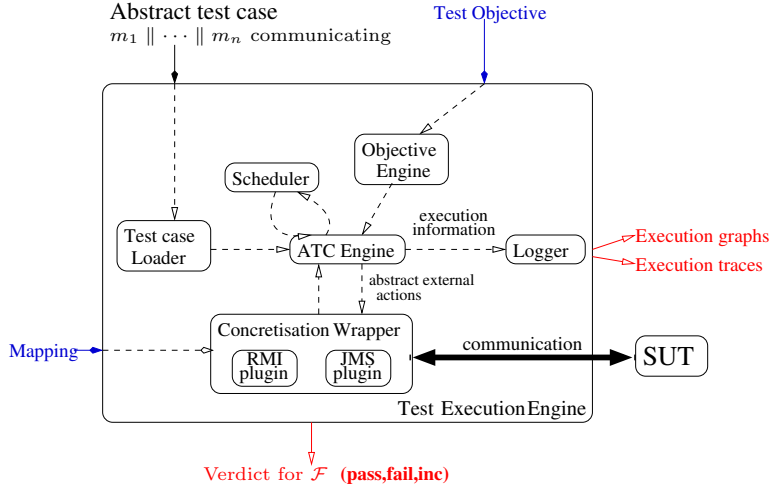 Abstract test case
m₁ ∥ ⋯ ∥ mₙ communicating
Test Objective
Objective
Engine
Scheduler
execution
information
Test case
Loader
ATC Engine
Logger
Execution graphs
Execution traces
abstract external
actions
Mapping
Concretisation Wrapper
RMI
plugin
JMS
plugin
communication
SUT
Test Execution Engine
Verdict for ℱ (pass,fail,inc)